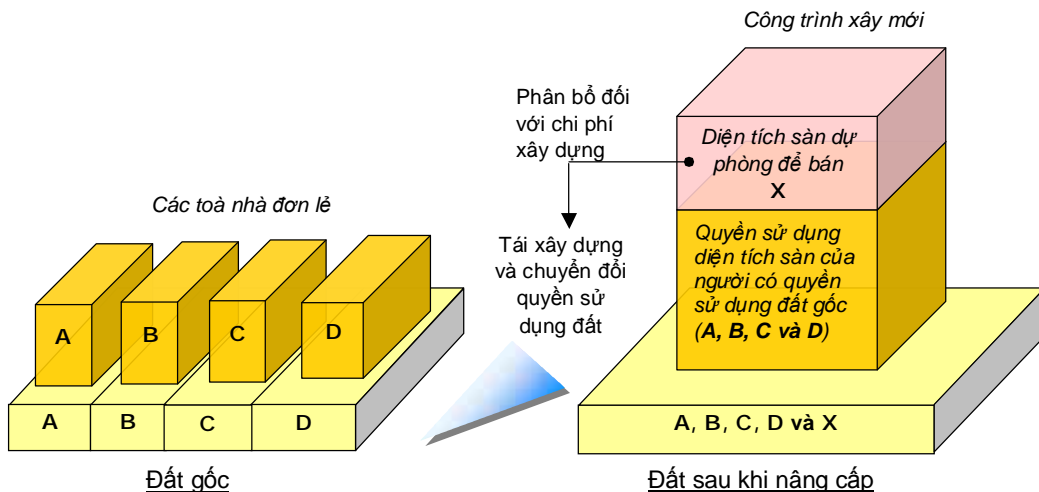 Công trình xây mới
Phân bổ đối
với chi phí
xây dựng
Diện tích sàn dự
phòng để bán
X
Các toà nhà đơn lẻ
Tái xây dựng
và chuyển đổi
quyền sử
dụng đất
Quyền sử dụng
diện tích sàn của
người có quyền
sử dụng đất gốc
(A, B, C và D)
A
B
C
D
A
B
C
D
A, B, C, D và X
Đất gốc
Đất sau khi nâng cấp